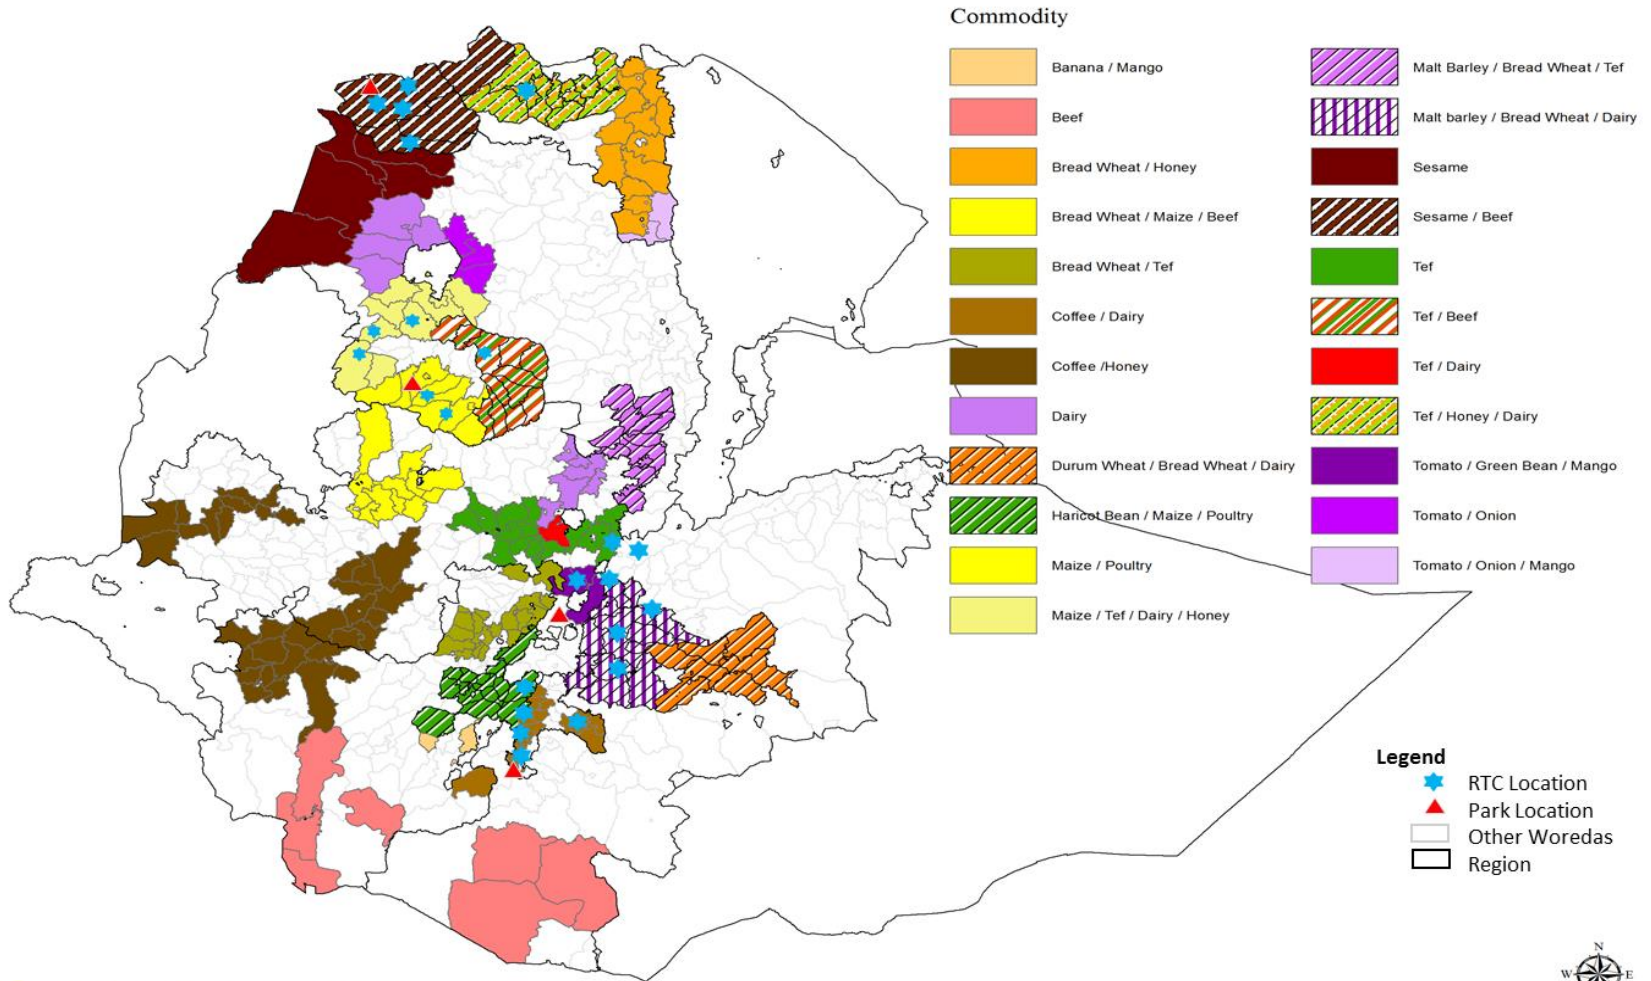 Commodity
Banana / Mango
Beef
Bread Wheat / Honey
Bread Wheat / Maize / Beef
Bread Wheat / Tef
Coffee / Dairy
Coffee /Honey
Dairy
Durum Wheat / Bread Wheat / Dairy
Haricot Bean / Maize / Poultry
Maize / Poultry
Maize / Tef / Dairy / Honey
Malt Barley / Bread Wheat / Tef
Malt barley / Bread Wheat / Dairy
Sesame
Sesame / Beef
Tef
Tef / Beef
Tef / Dairy
Tef / Honey / Dairy
Tomato / Green Bean / Mango
Tomato / Onion
Tomato / Onion / Mango
Legend
RTC Location
Park Location
Other Woredas
Region
N
W E